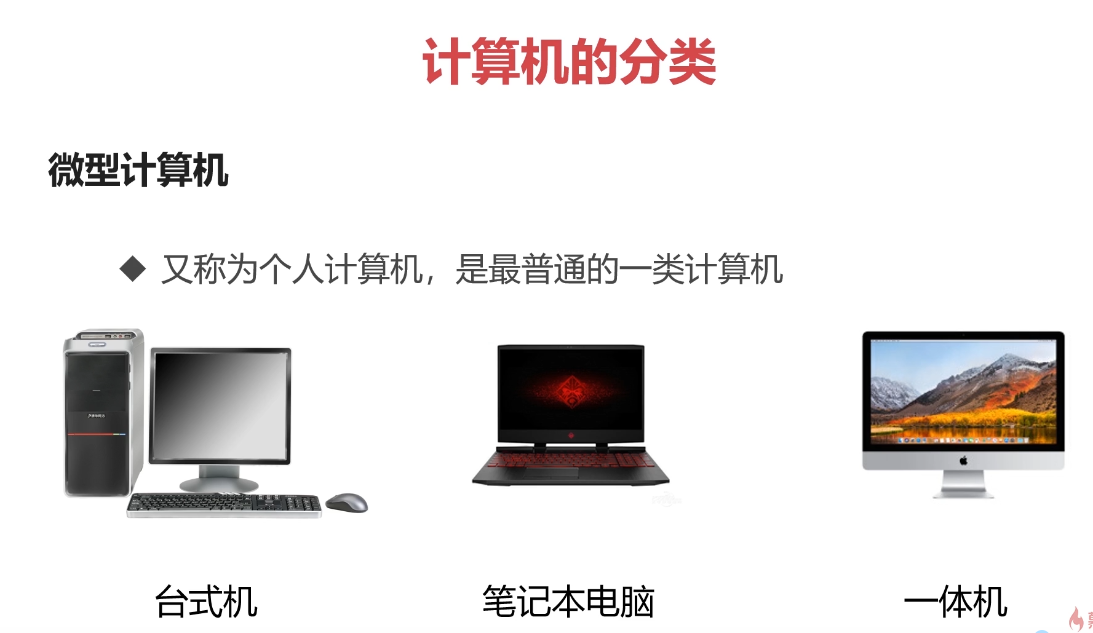 计算机的分类
微型计算机
◆ 又称为个人计算机，是最普通的一类计算机
台式机
笔记本电脑
一体机